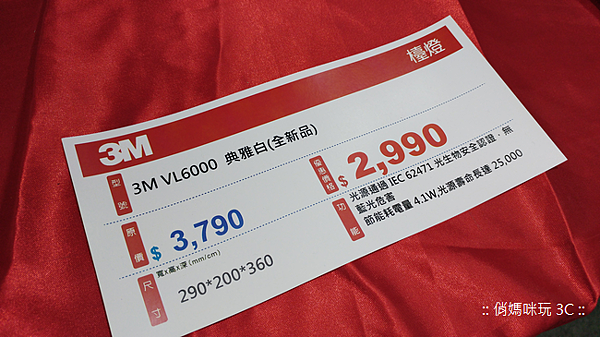 檯燈
3M
型號
3M VL6000 典雅白(全新品)
優惠價格
$2,990
原價
$ 3,790
功能
光源通過 IEC 62471 光生物安全認證，無
藍光危害
節能耗電量 4.1W,光源壽命長達 25,000
尺寸
寬x高x深 (mm/cm)
290*200*360
:: 俏媽咪玩 3C ::